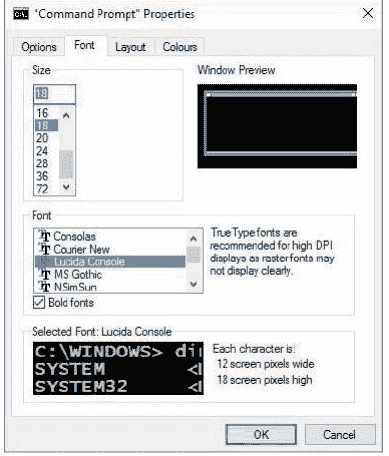 "Command Prompt" Properties
Options
Font
Layout
Colours
Size
Window Preview
18
16
18
20
24
28
36
72
Font
Consolas
Courier New
Lucida Console
MS Gothic
NSimSun
TrueType fonts are
recommended for high DPI
displays as raster fonts may
not display clearly.
Bold fonts
Selected Font: Lucida Console
C:\WINDOWS> di
SYSTEM <
SYSTEM32 <
Each character is:
12 screen pixels wide
18 screen pixels high
OK
Cancel